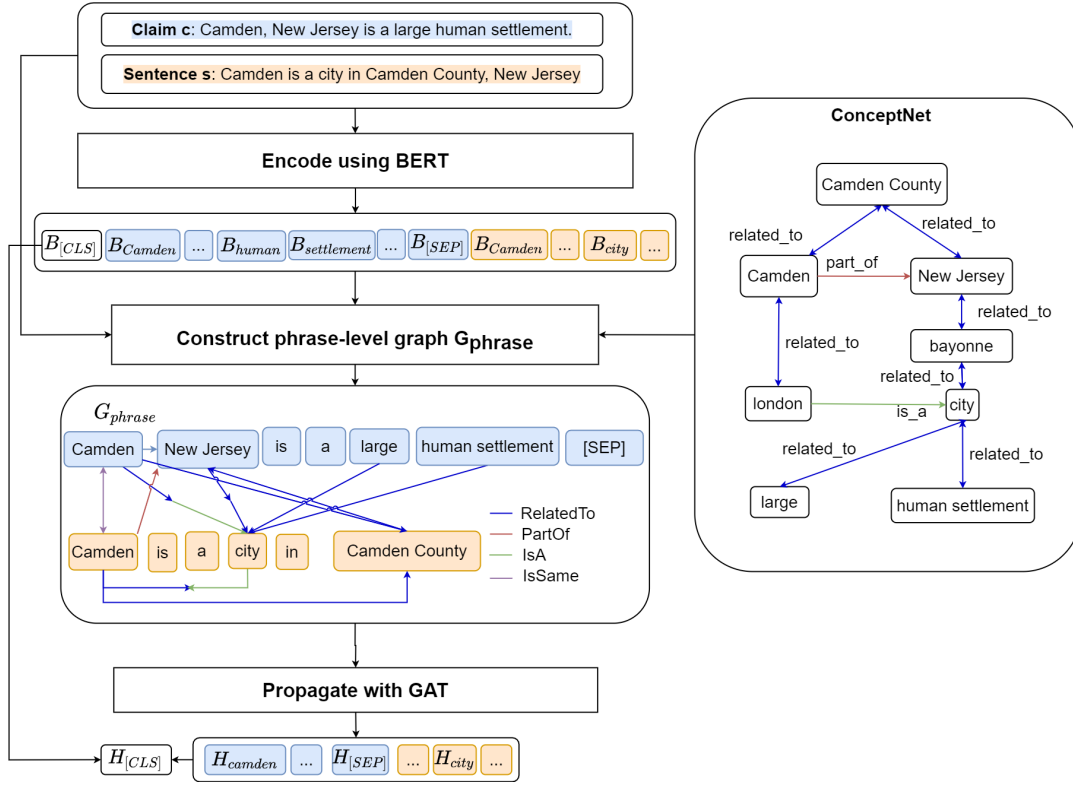 Claim c: Camden, New Jersey is a large human settlement.
Sentence s: Camden is a city in Camden County, New Jersey
Encode using BERT
B[CLS] BCamden ... Bhuman Bsettlement ... B[SEP] BCamden ... Bcity ...
Construct phrase-level graph Gphrase
Gphrase
Camden New Jersey is a large human settlement [SEP]
Camden is a city in Camden County
RelatedTo
PartOf
IsA
IsSame
Propagate with GAT
H[CLS] Hcamden ... H[SEP] ... Hcity ...
ConceptNet
Camden County
related_to related_to
Camden part_of New Jersey
related_to
related_to
bayonne
related_to
london is_a city
related_to related_to
large human settlement